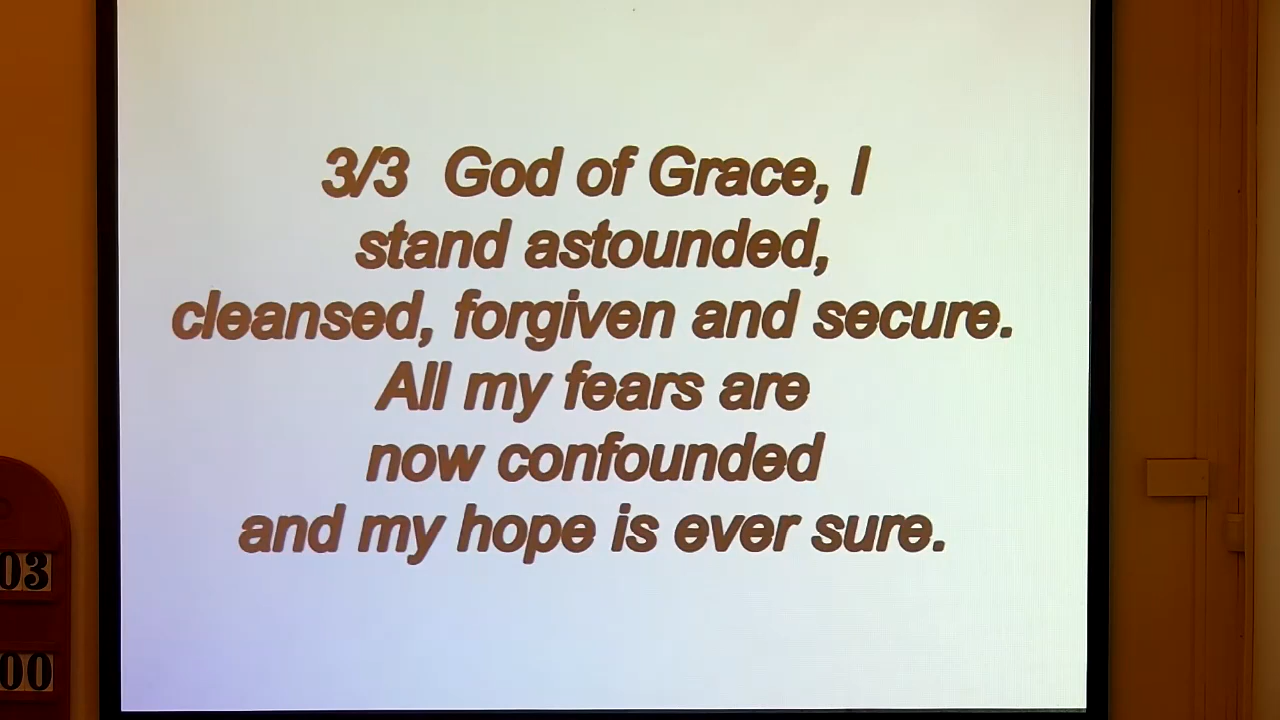 3/3 God of Grace, I
stand astounded,
cleansed, forgiven and secure.
All my fears are
now confounded
and my hope is ever sure.
03
00